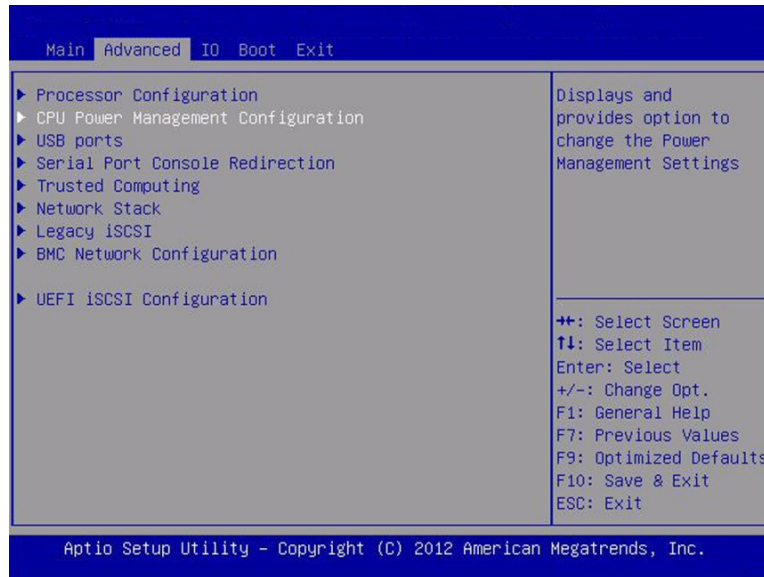 Main Advanced IO Boot Exit
Processor Configuration
CPU Power Management Configuration
USB ports
Serial Port Console Redirection
Trusted Computing
Network Stack
Legacy iSCSI
BMC Network Configuration
UEFI iSCSI Configuration
Displays and
provides option to
change the Power
Management Settings
→←: Select Screen
↑↓: Select Item
Enter: Select
+/-: Change Opt.
F1: General Help
F7: Previous Values
F9: Optimized Defaults
F10: Save & Exit
ESC: Exit
Aptio Setup Utility – Copyright (C) 2012 American Megatrends, Inc.